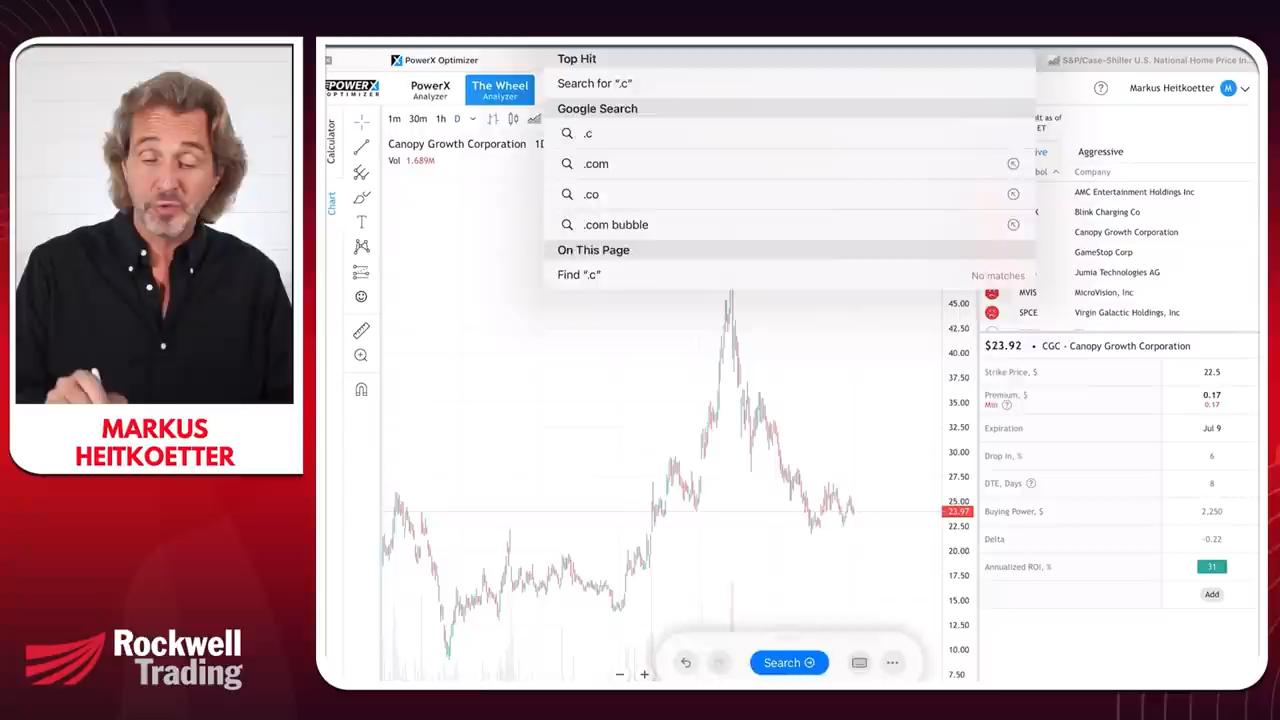 MARKUS
HEITKOETTER
Rockwell
Trading
PowerX Optimizer
S&P/Case-Shiller U.S. National Home Price In...
POWERX
OPTIMIZER
PowerX
Analyzer
The Wheel
Analyzer
Markus Heitkoetter
M
Top Hit
Search for ".c"
Google Search
.c
.com
.co
.com bubble
On This Page
Find ".c"
No matches
Calculator
Chart
1m 30m 1h D
Canopy Growth Corporation 1D
Vol 1.689M
T
45.00
42.50
40.00
37.50
35.00
32.50
30.00
27.50
25.00
23.97
22.50
20.00
17.50
15.00
12.50
10.00
7.50
Search
Aggressive
Company
AMC Entertainment Holdings Inc
Blink Charging Co
Canopy Growth Corporation
GameStop Corp
Jumia Technologies AG
MVIS MicroVision, Inc
SPCE Virgin Galactic Holdings, Inc
$23.92 • CGC - Canopy Growth Corporation
Strike Price, $ 22.5
Premium, $ 0.17
Min 0.17
Expiration Jul 9
Drop In, % 6
DTE, Days 8
Buying Power, $ 2,250
Delta -0.22
Annualized ROI, % 31
Add